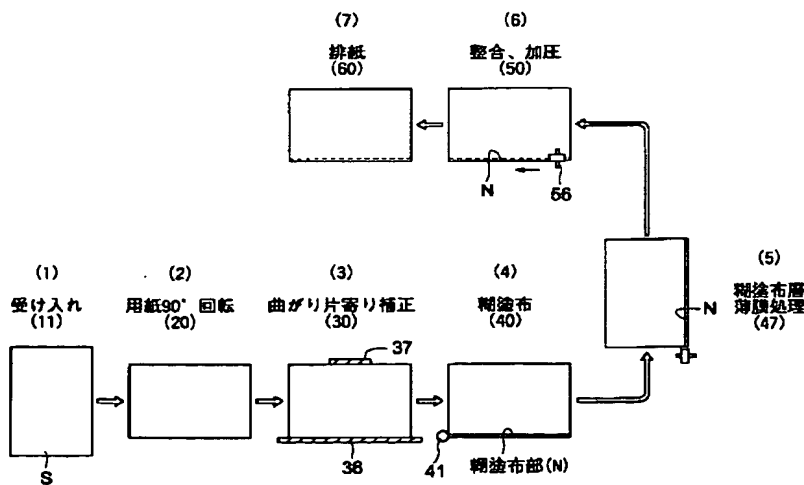 (7)
排紙
(60)
(6)
整合、加圧
(50)
N
56
(1)
受け入れ
(11)
S
(2)
用紙90°回転
(20)
(3)
曲がり片寄り補正
(30)
37
38
(4)
糊塗布
(40)
41
糊塗布部(N)
(5)
糊塗布層
薄膜処理
(47)
N